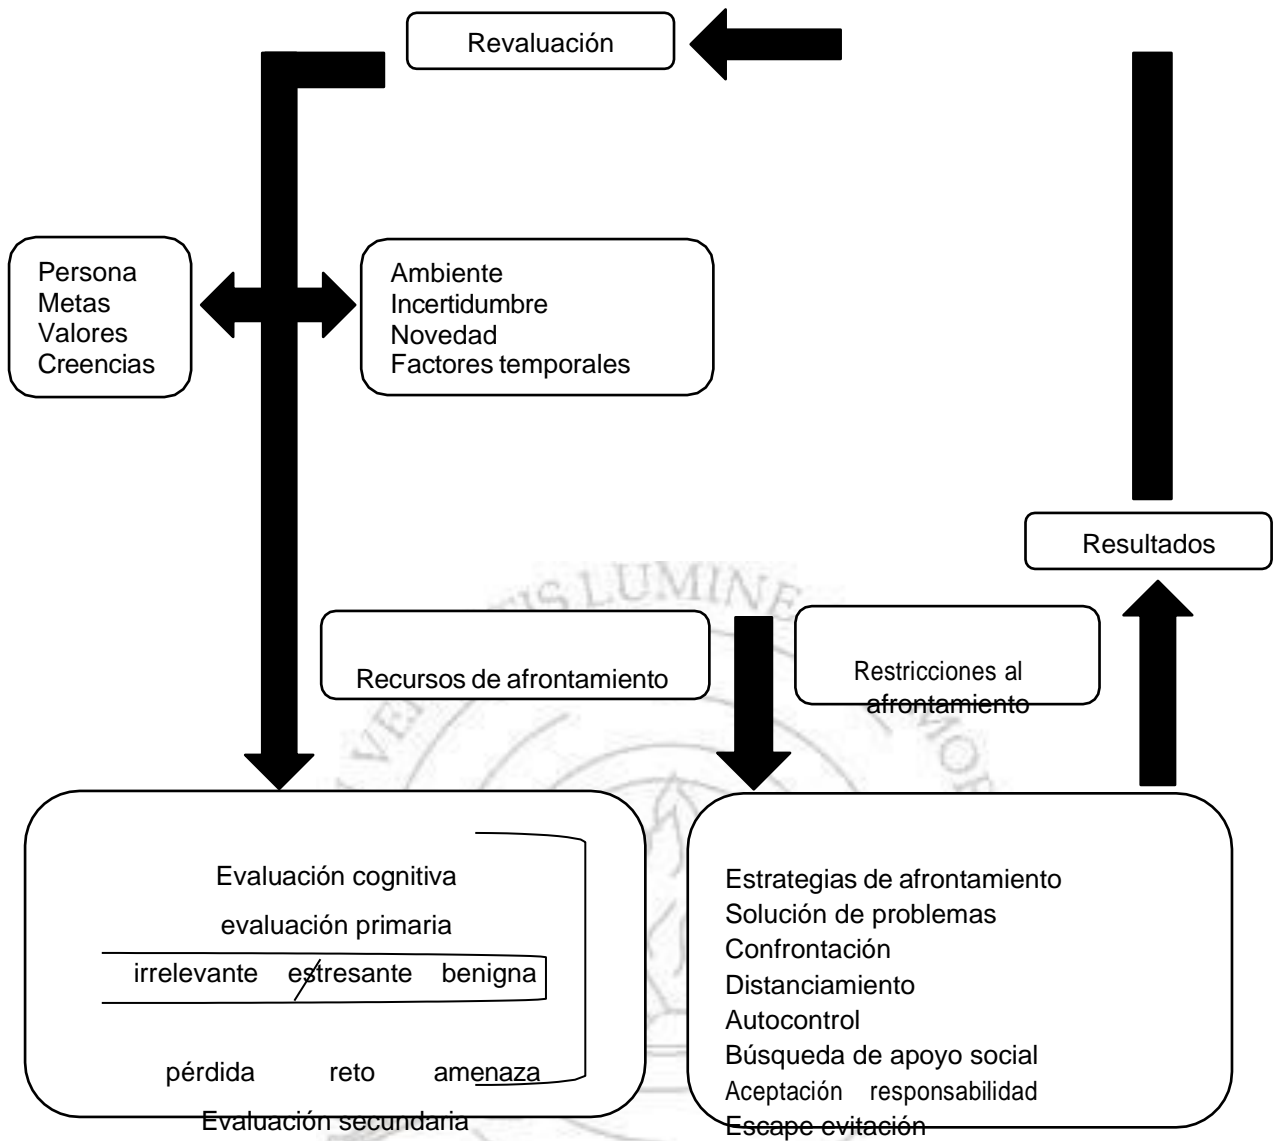 Revaluación
Persona
Metas
Valores
Creencias
Ambiente
Incertidumbre
Novedad
Factores temporales
Resultados
LUMINE
Recursos de afrontamiento
Restricciones al
afrontamiento
Evaluación cognitiva
evaluación primaria
irrelevante estresante benigna
pérdida reto amenaza
Evaluación secundaria
Estrategias de afrontamiento
Solución de problemas
Confrontación
Distanciamiento
Autocontrol
Búsqueda de apoyo social
Aceptación responsabilidad
Escape evitación